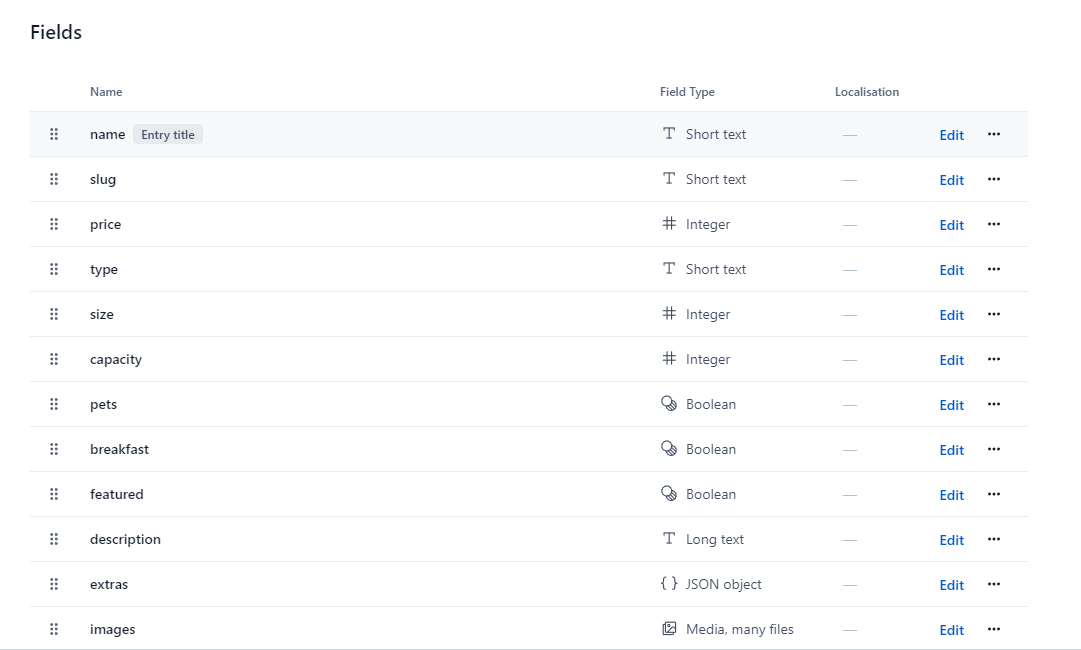 Fields
Name Field Type Localisation
name Entry title Short text — Edit ···
slug Short text — Edit ···
price Integer — Edit ···
type Short text — Edit ···
size Integer — Edit ···
capacity Integer — Edit ···
pets Boolean — Edit ···
breakfast Boolean — Edit ···
featured Boolean — Edit ···
description Long text — Edit ···
extras {} JSON object — Edit ···
images Media, many files — Edit ···